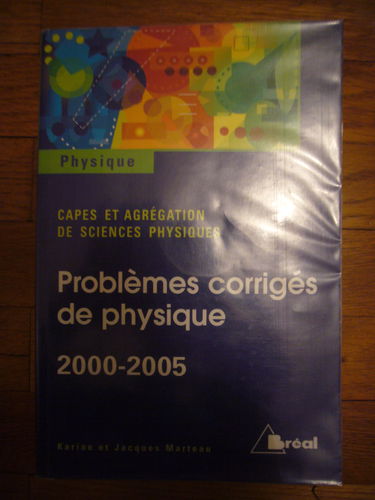 Physique
CAPES ET AGRÉGATION
DE SCIENCES PHYSIQUES
Problèmes corrigés
de physique
2000-2005
Karine et Jacques Marteau
Bréal